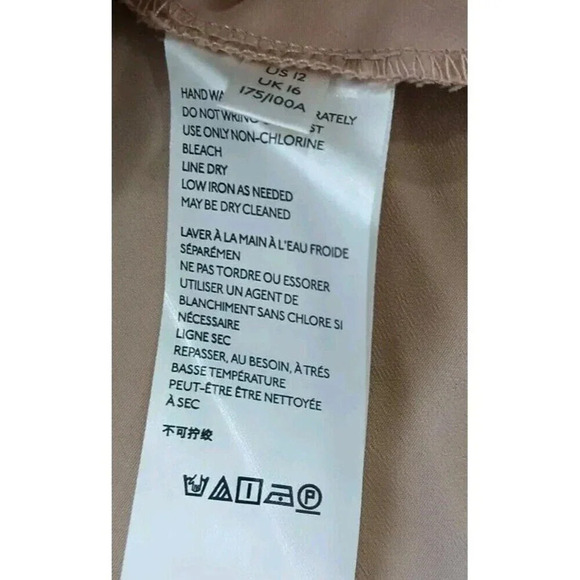 US 12
UK 16
175/100A
HAND RATELY
DO NOT WRING
USE ONLY NON-CHLORINE
BLEACH
LINE DRY
LOW IRON AS NEEDED
MAY BE DRY CLEANED
LAVER À LA MAIN À L'EAU FROIDE
SÉPARÉMEN
NE PAS TORDRE OU ESSORER
UTILISER UN AGENT DE
BLANCHIMENT SANS CHLORE SI
NÉCESSAIRE
LIGNE SEC
REPASSER, AU BESOIN, À TRÉS
BASSE TEMPÉRATURE
PEUT-ÊTRE ÊTRE NETTOYÉE
À SEC
不可拧绞
P